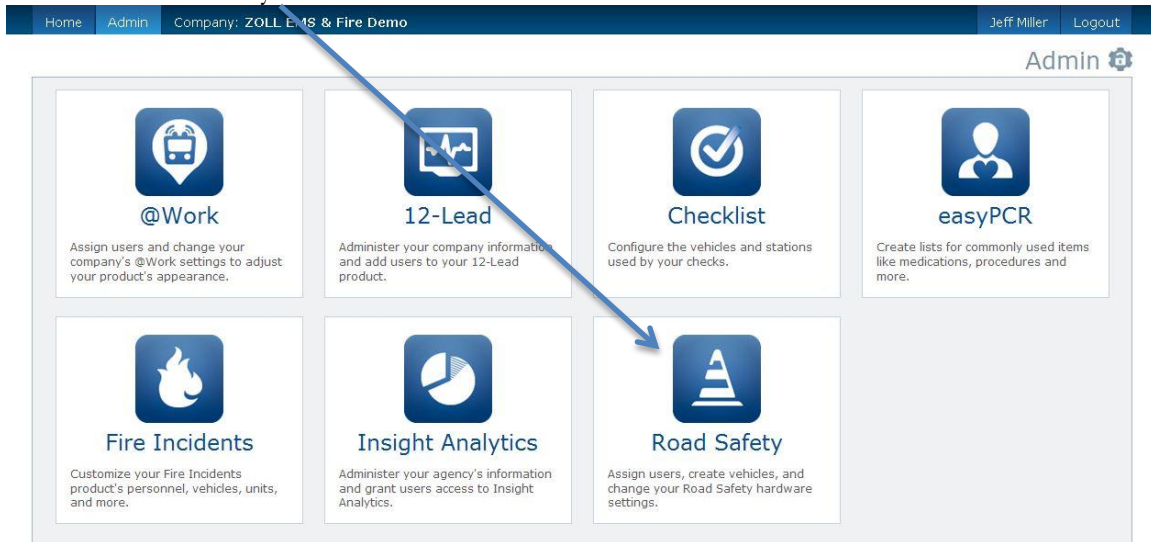 Home Admin Company: ZOLL EMS & Fire Demo Jeff Miller Logout
Admin
@Work
Assign users and change your
company's @Work settings to adjust
your product's appearance.
12-Lead
Administer your company information
and add users to your 12-Lead
product.
Checklist
Configure the vehicles and stations
used by your checks.
easyPCR
Create lists for commonly used items
like medications, procedures and
more.
Fire Incidents
Customize your Fire Incidents
product's personnel, vehicles, units,
and more.
Insight Analytics
Administer your agency's information
and grant users access to Insight
Analytics.
Road Safety
Assign users, create vehicles, and
change your Road Safety hardware
settings.